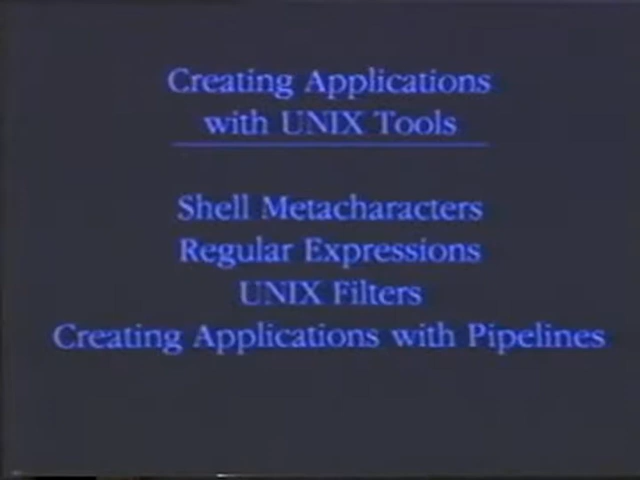 Creating Applications
with UNIX Tools
Shell Metacharacters
Regular Expressions
UNIX Filters
Creating Applications with Pipelines